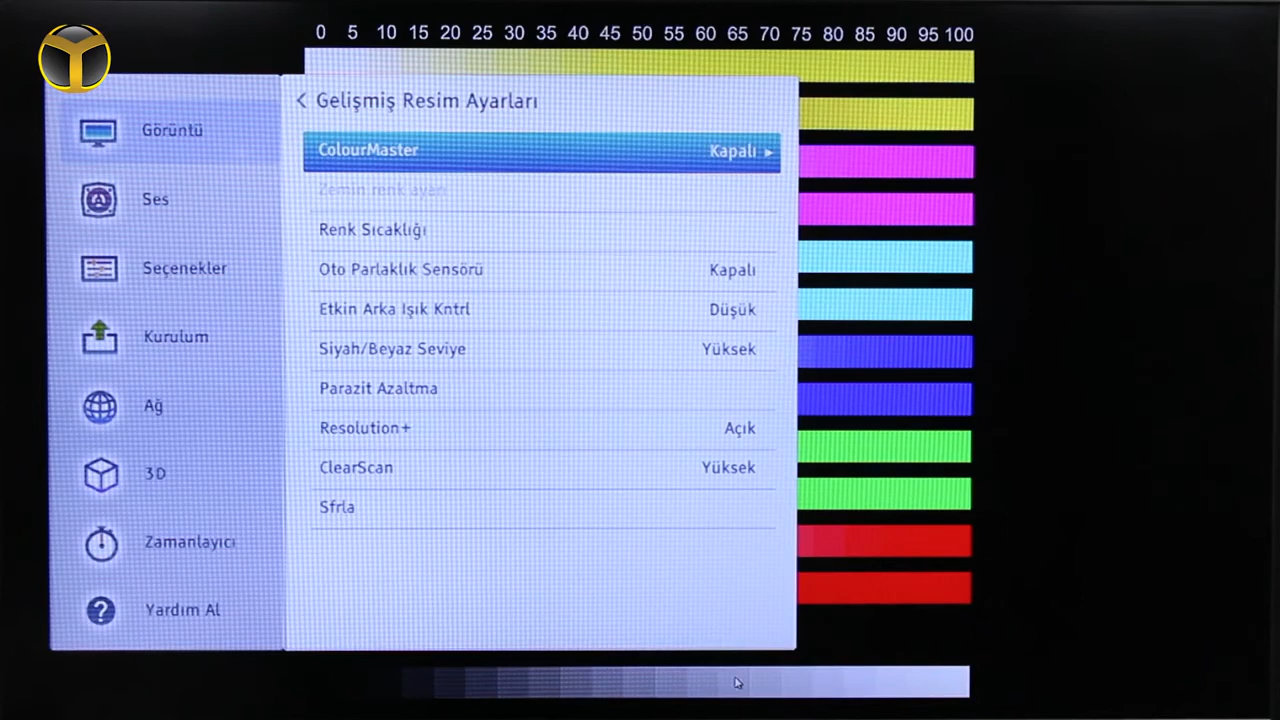 0 5 10 15 20 25 30 35 40 45 50 55 60 65 70 75 80 85 90 95 100
Gelişmiş Resim Ayarları
Görüntü
Ses
Seçenekler
Kurulum
Ağ
3D
Zamanlayıcı
Yardım Al
ColourMaster Kapalı
Zemin renk ayarı
Renk Sıcaklığı
Oto Parlaklık Sensörü Kapalı
Etkin Arka Işık Kntrl Düşük
Siyah/Beyaz Seviye Yüksek
Parazit Azaltma
Resolution+ Açık
ClearScan Yüksek
Sfrla